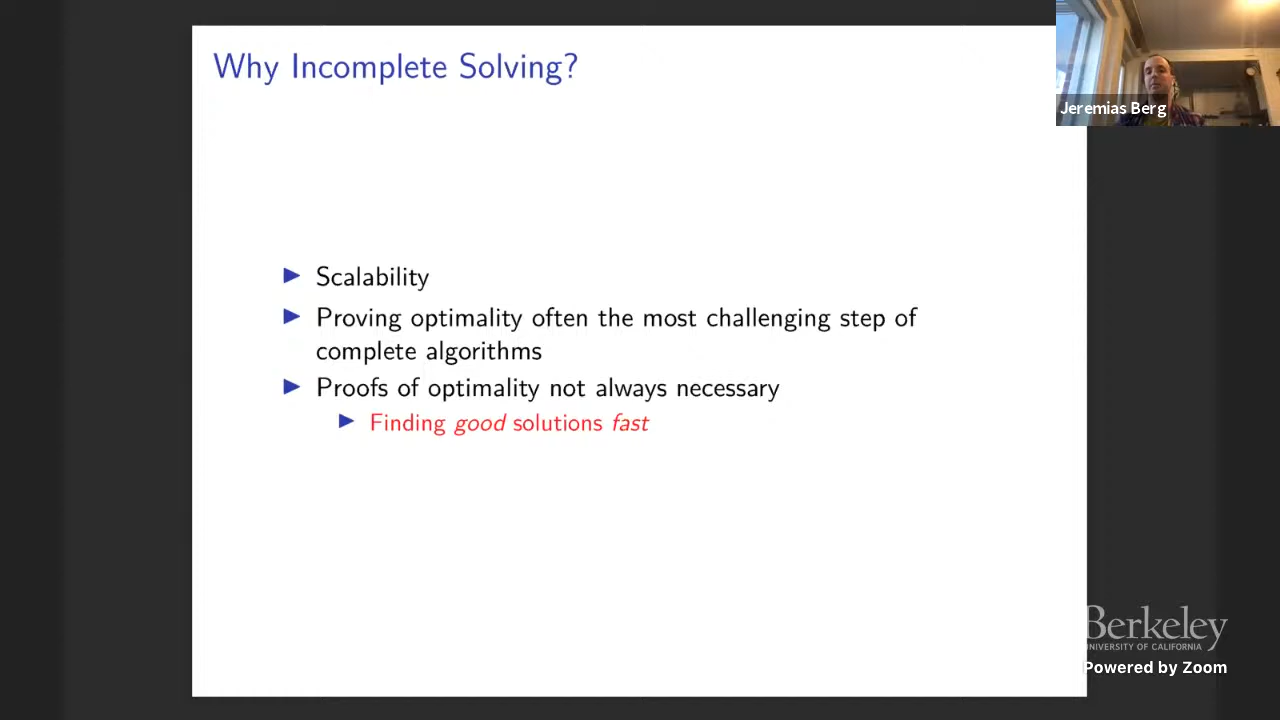 Why Incomplete Solving?
Jeremias Berg
Scalability
Proving optimality often the most challenging step of
complete algorithms
Proofs of optimality not always necessary
Finding good solutions fast
Berkeley
UNIVERSITY OF CALIFORNIA
Powered by Zoom